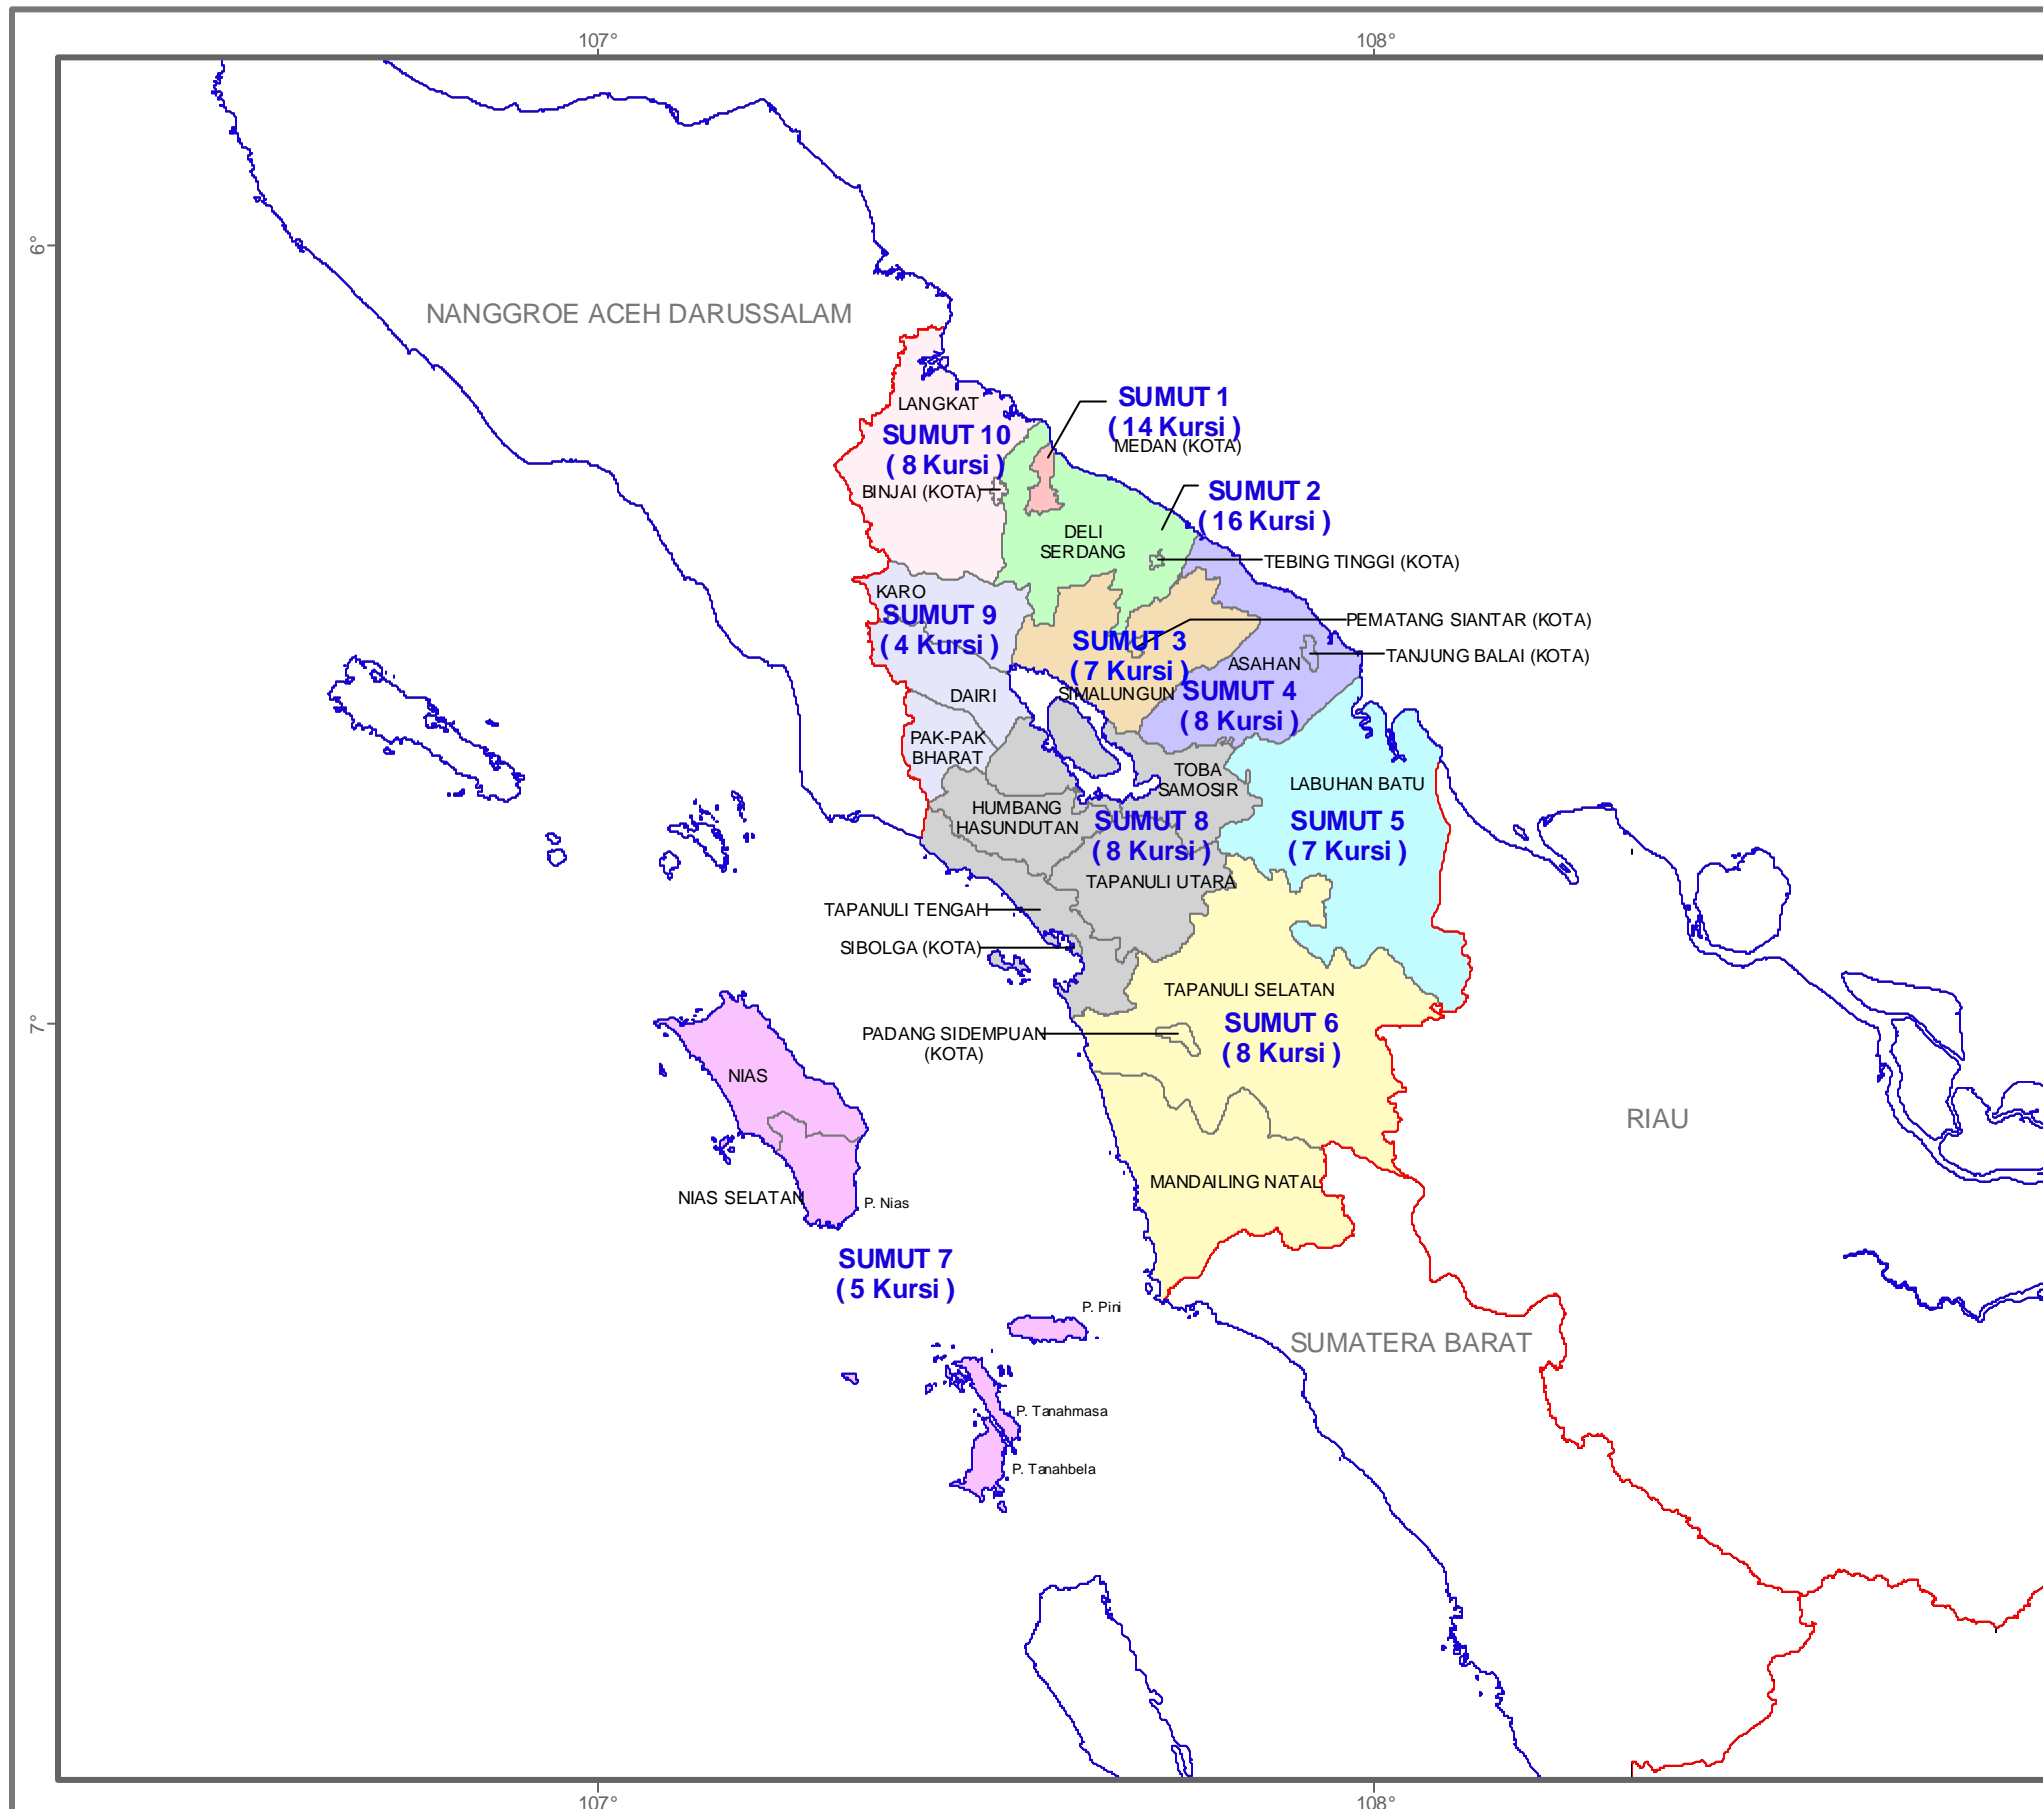 107°
108°
6°
NANGGROE ACEH DARUSSALAM
LANGKAT
SUMUT 1
( 14 Kursi )
MEDAN (KOTA)
SUMUT 10
( 8 Kursi )
BINJAI (KOTA)
SUMUT 2
( 16 Kursi )
DELI
SERDANG
TEBING TINGGI (KOTA)
KARO
SUMUT 9
( 4 Kursi )
PEMATANG SIANTAR (KOTA)
SUMUT 3
( 7 Kursi )
SIMALUNGUN
TANJUNG BALAI (KOTA)
ASAHAN
SUMUT 4
( 8 Kursi )
DAIRI
PAK-PAK
BHARAT
TOBA
SAMOSIR
LABUHAN BATU
SUMUT 5
( 7 Kursi )
HUMBANG
HASUNDUTAN
SUMUT 8
( 8 Kursi )
TAPANULI UTARA
TAPANULI TENGAH
SIBOLGA (KOTA)
TAPANULI SELATAN
SUMUT 6
( 8 Kursi )
7°
PADANG SIDEMPUAN
(KOTA)
NIAS
RIAU
MANDAILING NATAL
NIAS SELATAN
P. Nias
SUMUT 7
( 5 Kursi )
P. Pini
SUMATERA BARAT
P. Tanahmasa
P. Tanahbela
107°
108°